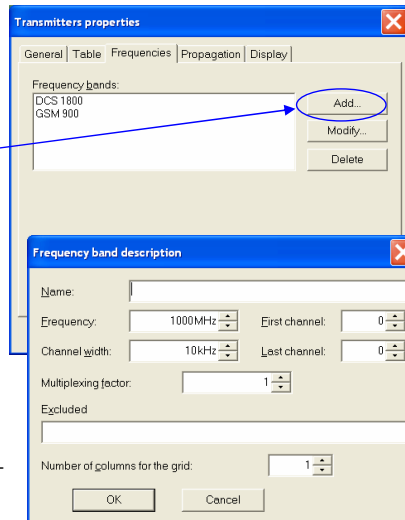 Transmitters properties
General Table Frequencies Propagation Display
Frequency bands:
DCS 1800
GSM 900
Add...
Modify...
Delete
Frequency band description
Name:
Frequency: 1000MHz First channel: 0
Channel width: 10kHz Last channel: 0
Multiplexing factor: 1
Excluded
Number of columns for the grid: 1
OK Cancel